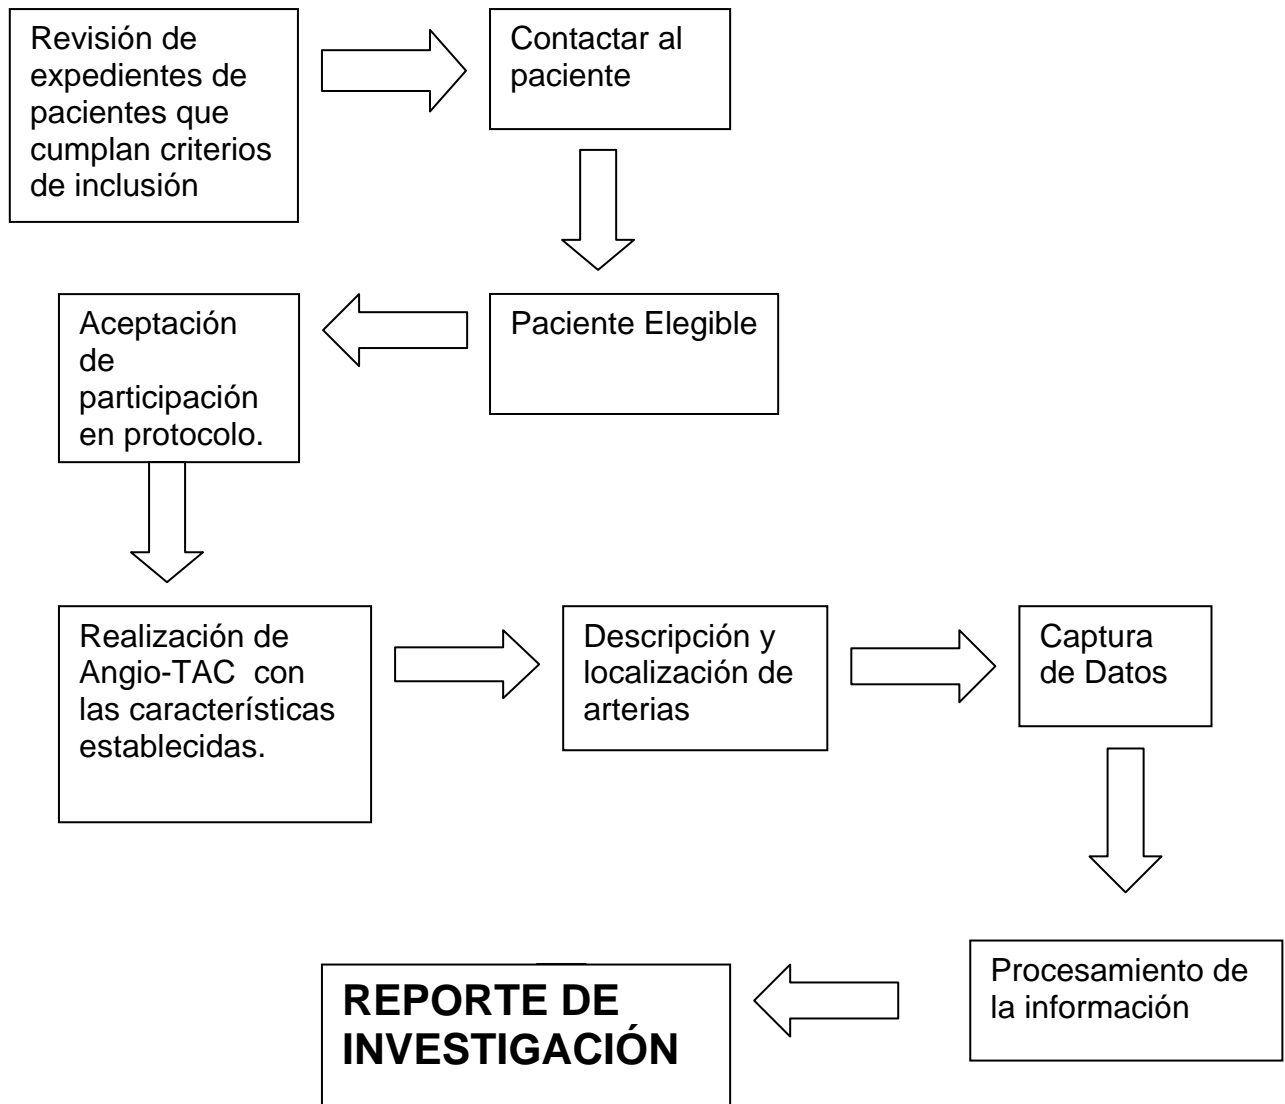 Revisión de
expedientes de
pacientes que
cumplan criterios
de inclusión
Contactar al
paciente
Paciente Elegible
Aceptación
de
participación
en protocolo.
Realización de
Angio-TAC  con
las características
establecidas.
Descripción y
localización de
arterias
Captura
de Datos
Procesamiento de
la información
REPORTE DE
INVESTIGACIÓN